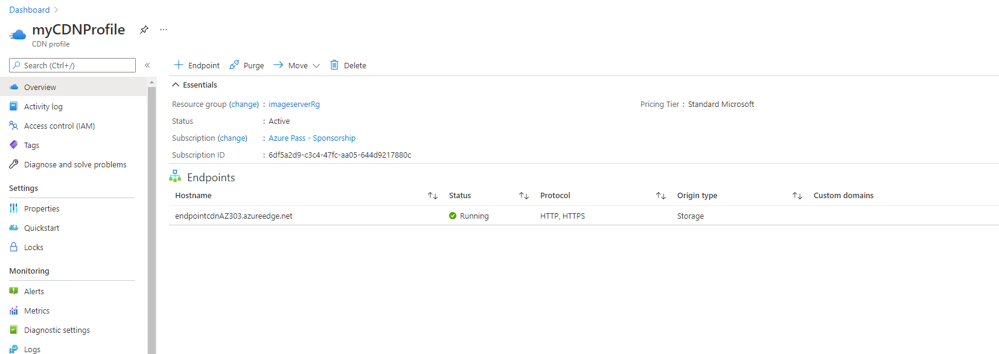 Dashboard
myCDNProfile
CDN profile
Search (Ctrl+/)
Overview
Activity log
Access control (IAM)
Tags
Diagnose and solve problems
Settings
Properties
Quickstart
Locks
Monitoring
Alerts
Metrics
Diagnostic settings
Logs
Endpoint Purge Move Delete
Essentials
Resource group (change) : imageserverRg
Pricing Tier : Standard Microsoft
Status : Active
Subscription (change) : Azure Pass - Sponsorship
Subscription ID : 6df5a2d9-c3c4-47fc-aa05-644d9217880c
Endpoints
Hostname Status Protocol Origin type Custom domains
endpointcdnAZ303.azureedge.net Running HTTP, HTTPS Storage